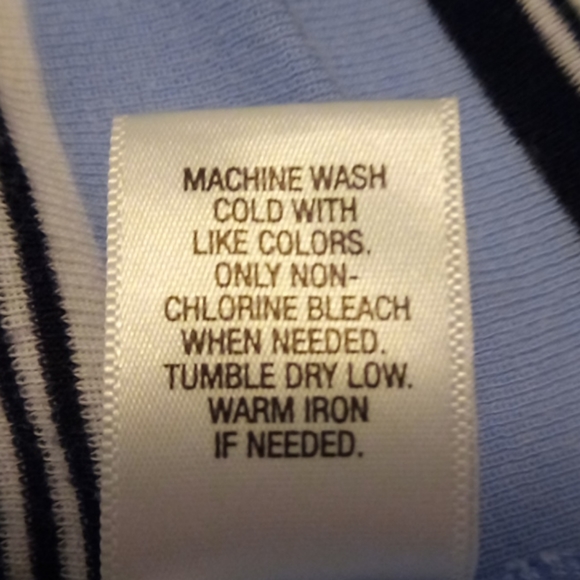 MACHINE WASH
COLD WITH
LIKE COLORS.
ONLY NON-
CHLORINE BLEACH
WHEN NEEDED.
TUMBLE DRY LOW.
WARM IRON
IF NEEDED.